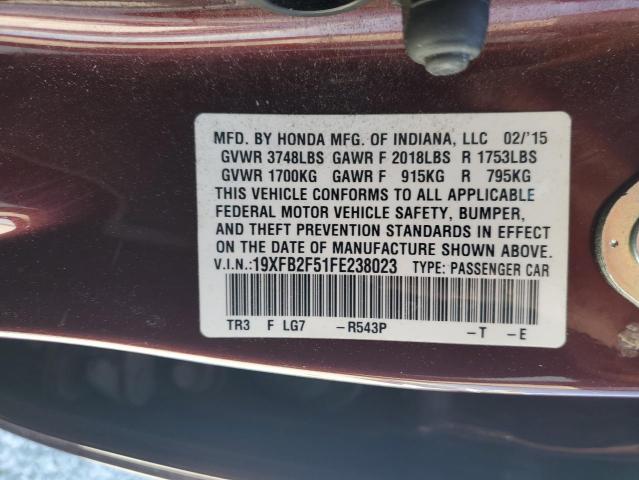 MFD. BY HONDA MFG. OF INDIANA, LLC 02/'15
GVWR 3748LBS GAWR F 2018LBS R 1753LBS
GVWR 1700KG GAWR F 915KG R 795KG
THIS VEHICLE CONFORMS TO ALL APPLICABLE
FEDERAL MOTOR VEHICLE SAFETY, BUMPER,
AND THEFT PREVENTION STANDARDS IN EFFECT
ON THE DATE OF MANUFACTURE SHOWN ABOVE.
V.I.N.:19XFB2F51FE238023 TYPE: PASSENGER CAR
TR3 F LG7 -R543P -T -E